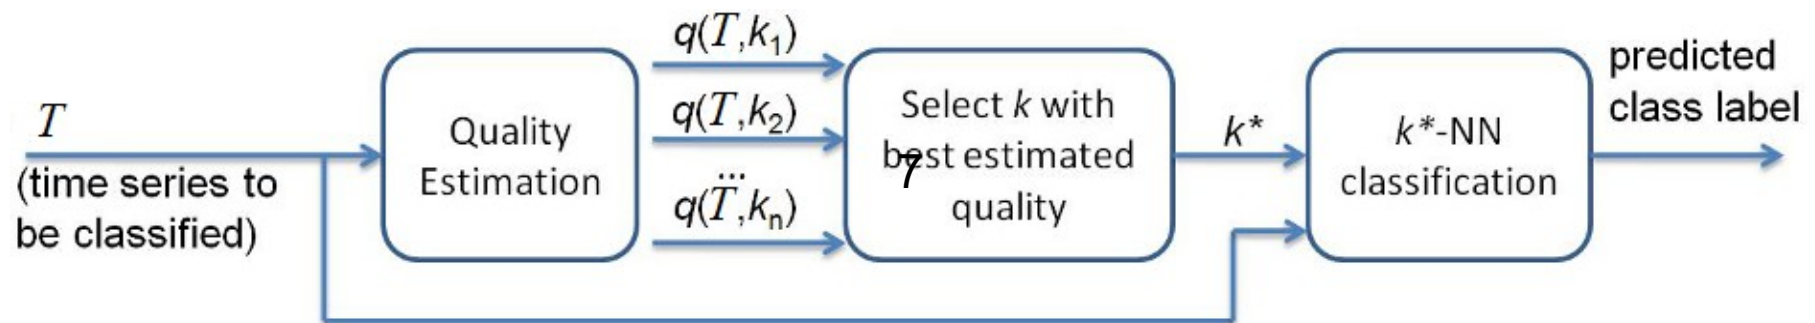 T
(time series to
be classified)
Quality
Estimation
q(T,k₁)
q(T,k₂)
...
q(T,kₙ)
Select k with
best estimated
quality
7
k*
k*-NN
classification
predicted
class label